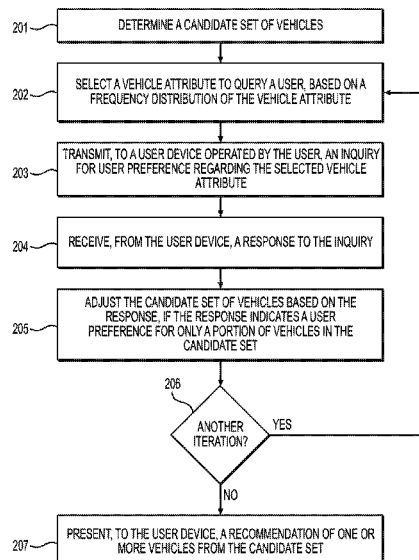 201
DETERMINE A CANDIDATE SET OF VEHICLES
202
SELECT A VEHICLE ATTRIBUTE TO QUERY A USER, BASED ON A
FREQUENCY DISTRIBUTION OF THE VEHICLE ATTRIBUTE
203
TRANSMIT, TO A USER DEVICE OPERATED BY THE USER, AN INQUIRY
FOR USER PREFERENCE REGARDING THE SELECTED VEHICLE
ATTRIBUTE
204
RECEIVE, FROM THE USER DEVICE, A RESPONSE TO THE INQUIRY
205
ADJUST THE CANDIDATE SET OF VEHICLES BASED ON THE
RESPONSE, IF THE RESPONSE INDICATES A USER
PREFERENCE FOR ONLY A PORTION OF VEHICLES IN THE
CANDIDATE SET
206
ANOTHER
ITERATION?
YES
NO
207
PRESENT, TO THE USER DEVICE, A RECOMMENDATION OF ONE OR
MORE VEHICLES FROM THE CANDIDATE SET